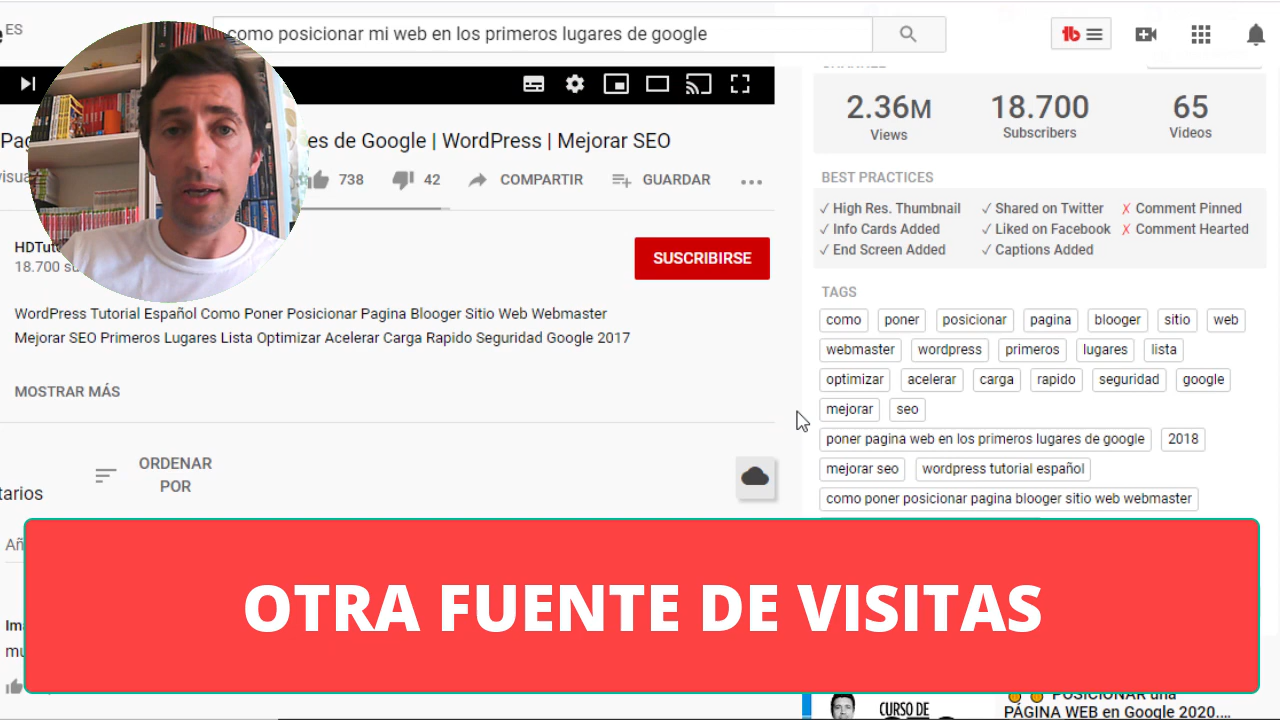 ES
como posicionar mi web en los primeros lugares de google
es de Google | WordPress | Mejorar SEO
738
42
COMPARTIR
GUARDAR
18.700
SUSCRIBIRSE
WordPress Tutorial Español Como Poner Posicionar Pagina Blooger Sitio Web Webmaster
Mejorar SEO Primeros Lugares Lista Optimizar Acelerar Carga Rapido Seguridad Google 2017
MOSTRAR MÁS
ORDENAR
POR
tarios
2.36M
18.700
65
Views
Subscribers
Videos
BEST PRACTICES
✓ High Res. Thumbnail
✓ Shared on Twitter
✗ Comment Pinned
✓ Info Cards Added
✓ Liked on Facebook
✗ Comment Hearted
✓ End Screen Added
✓ Captions Added
TAGS
como poner posicionar pagina blooger sitio web
webmaster wordpress primeros lugares lista
optimizar acelerar carga rapido seguridad google
mejorar seo
poner pagina web en los primeros lugares de google 2018
mejorar seo wordpress tutorial español
como poner posicionar pagina blooger sitio web webmaster
OTRA FUENTE DE VISITAS
CURSO DE
POSICIONAR una
PÁGINA WEB en Google 2020....